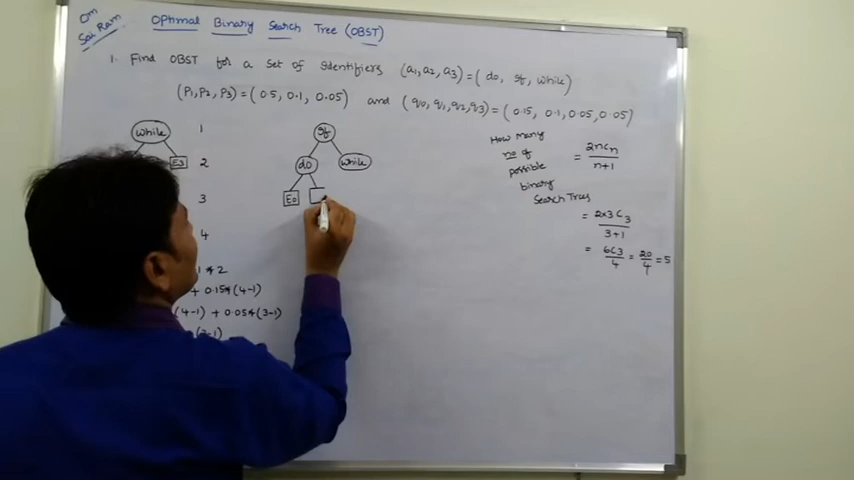 Om
Sai Ram
Optimal Binary Search Tree (OBST)
1. Find OBST for a set of identifiers (a1, a2, a3) = (do, if, while)
(P1, P2, P3) = (0.5, 0.1, 0.05) and (q0, q1, q2, q3) = (0.15, 0.1, 0.05, 0.05)
while 1
E3 2
3
4
if
do while
E0
How many
no of
possible
binary
Search Trees
= 2nCn / n+1
= 2×3C3 / 3+1
= 6C3 / 4 = 20 / 4 = 5
1*2
+ 0.15*(4-1)
(4-1) + 0.05*(3-1)
(2-1)